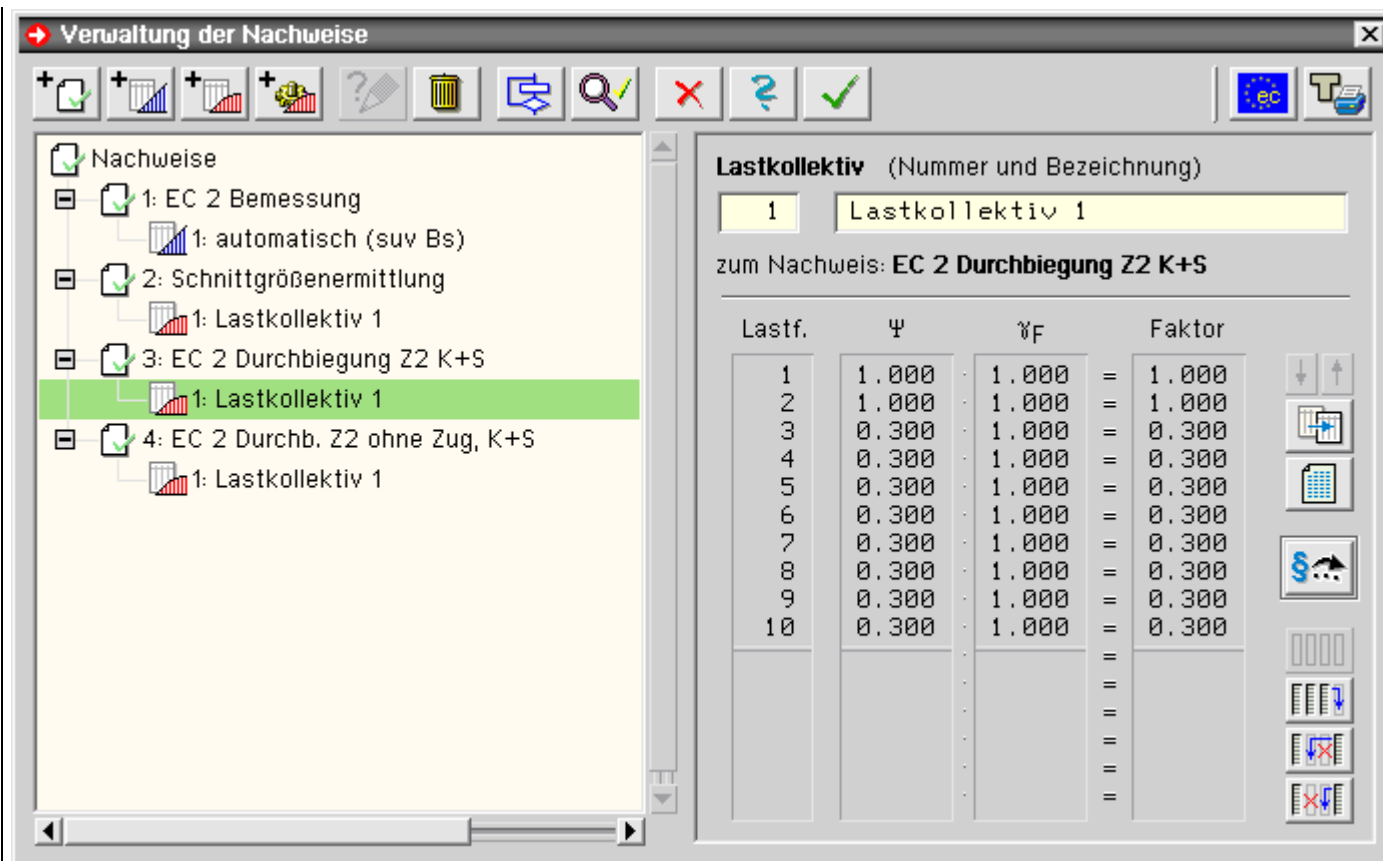 Verwaltung der Nachweise
ec
Nachweise
1: EC 2 Bemessung
1: automatisch (suv Bs)
2: Schnittgrößenermittlung
1: Lastkollektiv 1
3: EC 2 Durchbiegung Z2 K+S
1: Lastkollektiv 1
4: EC 2 Durchb. Z2 ohne Zug, K+S
1: Lastkollektiv 1
Lastkollektiv (Nummer und Bezeichnung)
1 Lastkollektiv 1
zum Nachweis: EC 2 Durchbiegung Z2 K+S
Lastf. Ψ γF Faktor
1 1.000 · 1.000 = 1.000
2 1.000 · 1.000 = 1.000
3 0.300 · 1.000 = 0.300
4 0.300 · 1.000 = 0.300
5 0.300 · 1.000 = 0.300
6 0.300 · 1.000 = 0.300
7 0.300 · 1.000 = 0.300
8 0.300 · 1.000 = 0.300
9 0.300 · 1.000 = 0.300
10 0.300 · 1.000 = 0.300
· =
· =
· =
· =
· =
· =
§